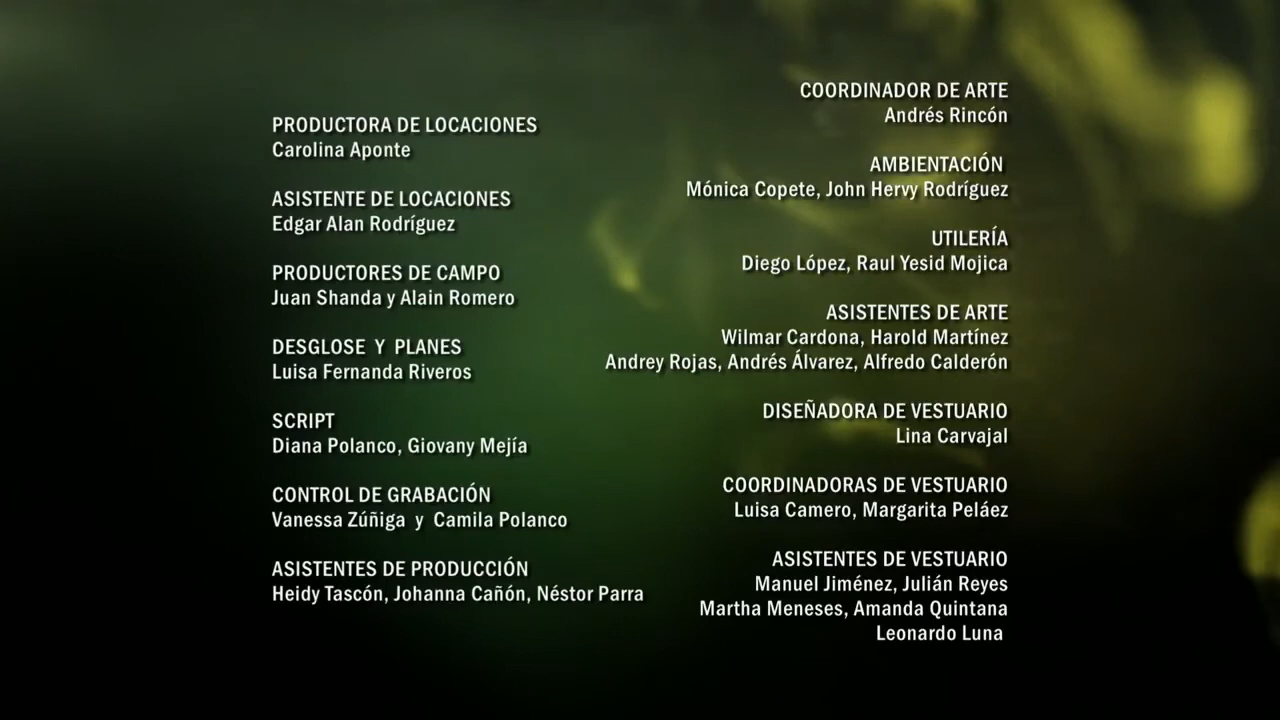 PRODUCTORA DE LOCACIONES
Carolina Aponte
ASISTENTE DE LOCACIONES
Edgar Alan Rodríguez
PRODUCTORES DE CAMPO
Juan Shanda y Alain Romero
DESGLOSE Y PLANES
Luisa Fernanda Riveros
SCRIPT
Diana Polanco, Giovany Mejía
CONTROL DE GRABACIÓN
Vanessa Zúñiga y Camila Polanco
ASISTENTES DE PRODUCCIÓN
Heidy Tascón, Johanna Cañón, Néstor Parra
COORDINADOR DE ARTE
Andrés Rincón
AMBIENTACIÓN
Mónica Copete, John Hervy Rodríguez
UTILERÍA
Diego López, Raul Yesid Mojica
ASISTENTES DE ARTE
Wilmar Cardona, Harold Martínez
Andrey Rojas, Andrés Álvarez, Alfredo Calderón
DISEÑADORA DE VESTUARIO
Lina Carvajal
COORDINADORAS DE VESTUARIO
Luisa Camero, Margarita Peláez
ASISTENTES DE VESTUARIO
Manuel Jiménez, Julián Reyes
Martha Meneses, Amanda Quintana
Leonardo Luna